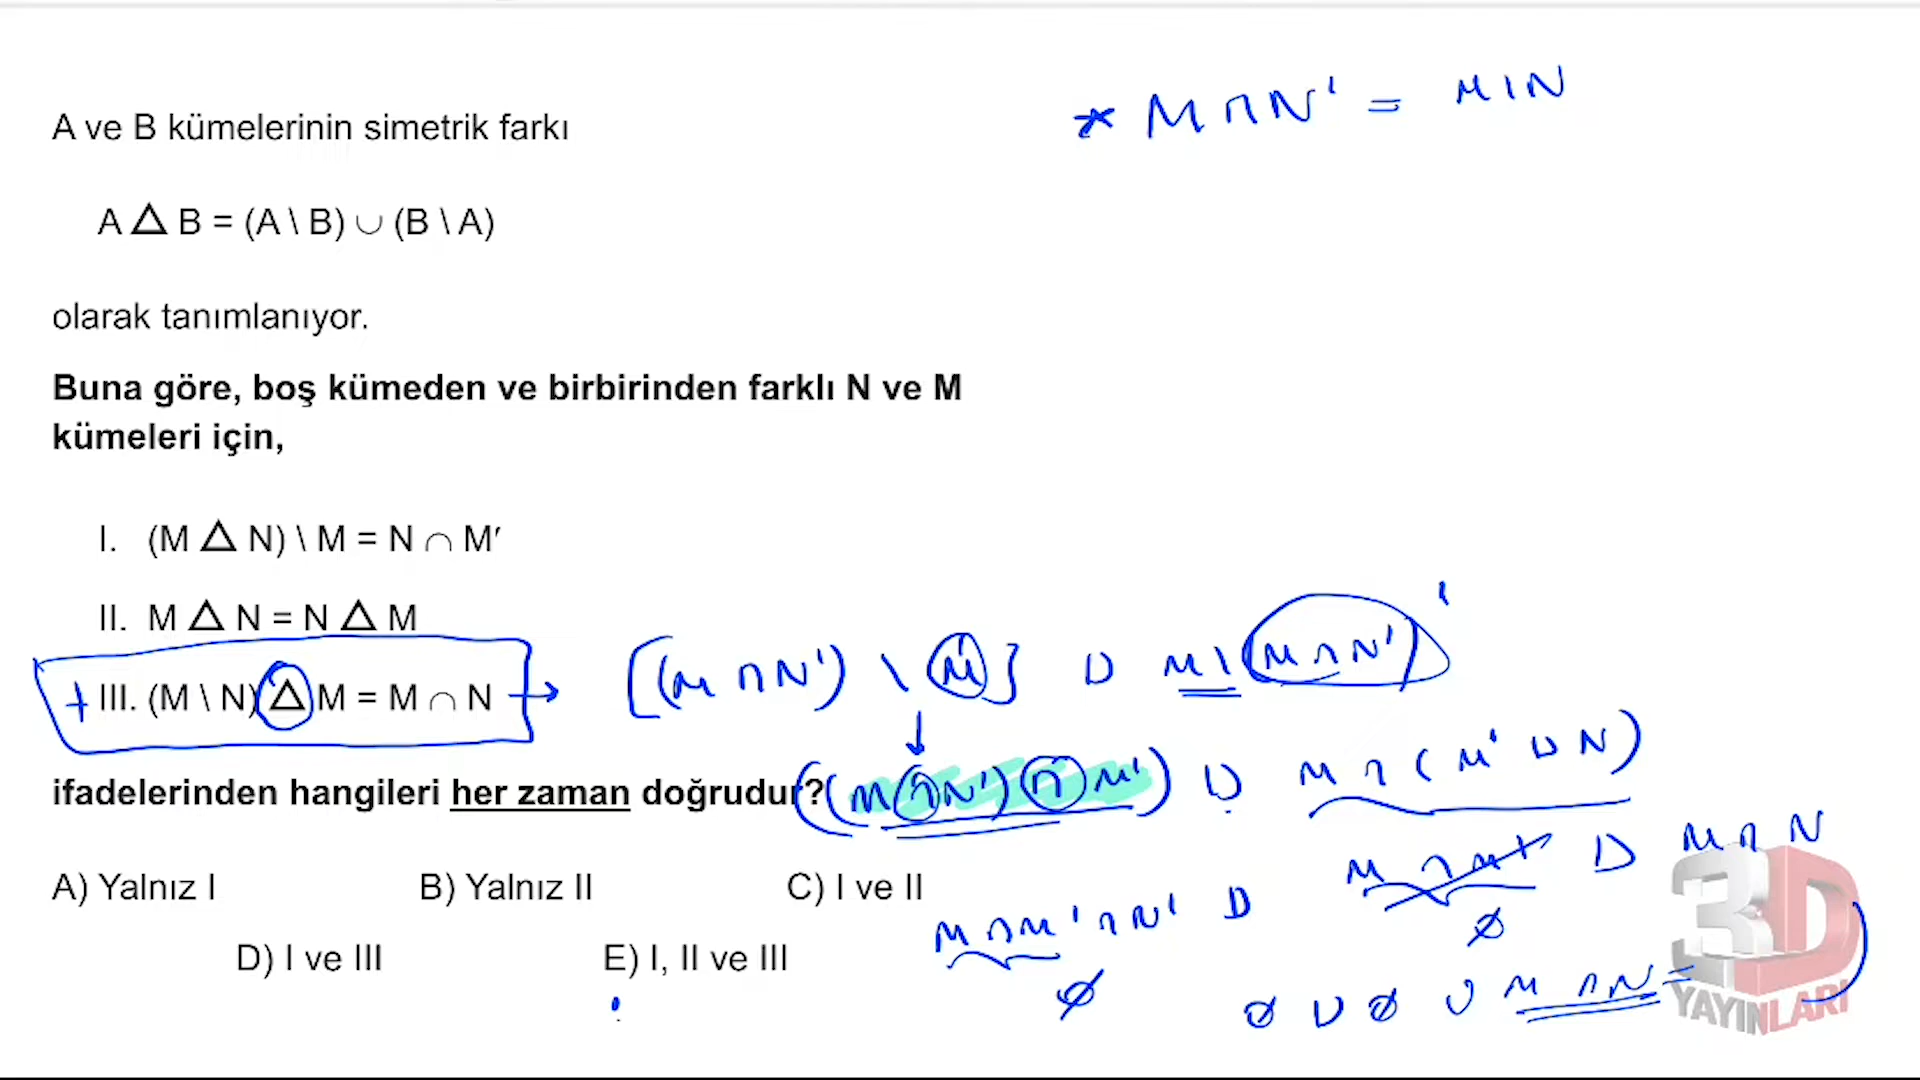 * M ∩ N' = M \ N
A ve B kümelerinin simetrik farkı
A △ B = (A \ B) ∪ (B \ A)
olarak tanımlanıyor.
Buna göre, boş kümeden ve birbirinden farklı N ve M
kümeleri için,
I. (M △ N) \ M = N ∩ M′
II. M △ N = N △ M
+ III. (M \ N) △ M = M ∩ N → [(M ∩ N') \ M] ∪ M \ (M ∩ N')'
ifadelerinden hangileri her zaman doğrudur? ((M ∩ N') ∩ M') ∪ M ∩ (M' ∪ N)
M ∩ M' ∪ M ∩ N
A) Yalnız I B) Yalnız II C) I ve II
M ∩ M' ∩ N' ∪ ∅
D) I ve III E) I, II ve III
∅ ∅ ∪ ∅ ∪ M ∩ N =
3D
YAYINLARI